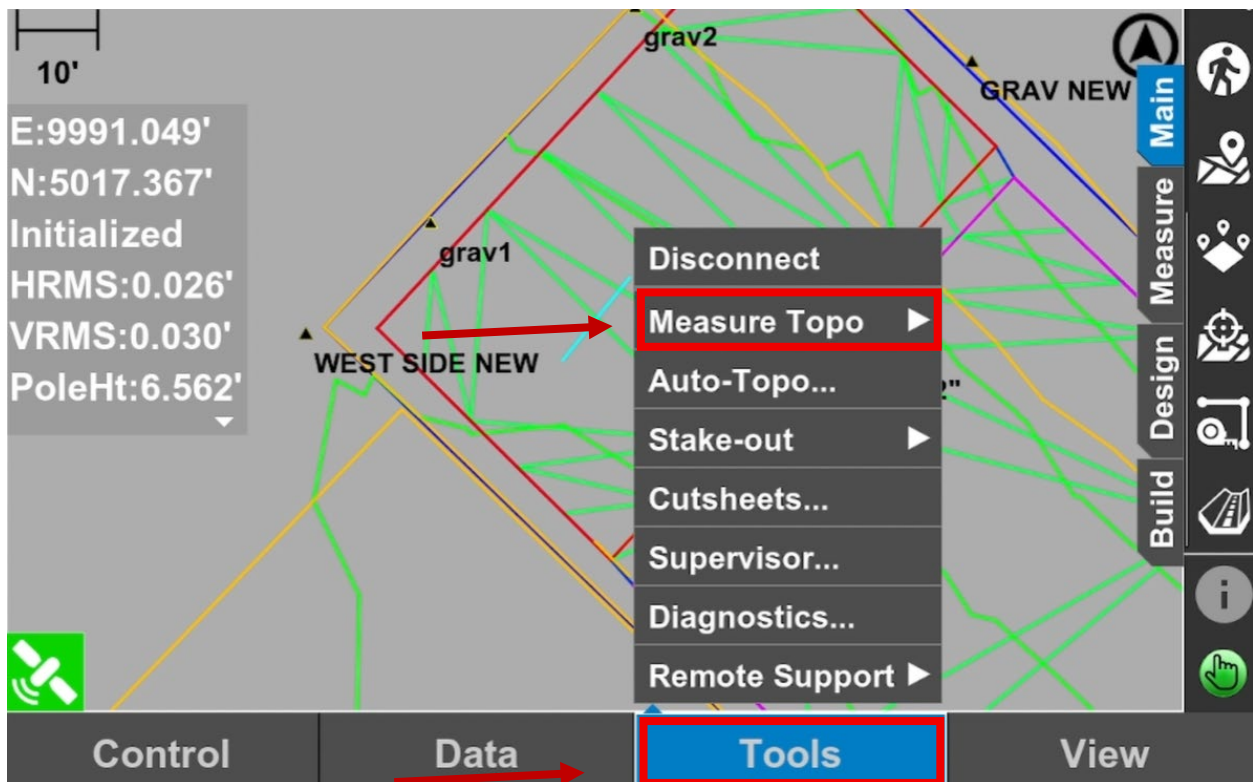 10'
E:9991.049'
N:5017.367'
Initialized
HRMS:0.026'
VRMS:0.030'
PoleHt:6.562'
grav2
GRAV NEW
grav1
WEST SIDE NEW
Main
Measure
Design
Build
Disconnect
Measure Topo
Auto-Topo...
Stake-out
Cutsheets...
Supervisor...
Diagnostics...
Remote Support
Control
Data
Tools
View